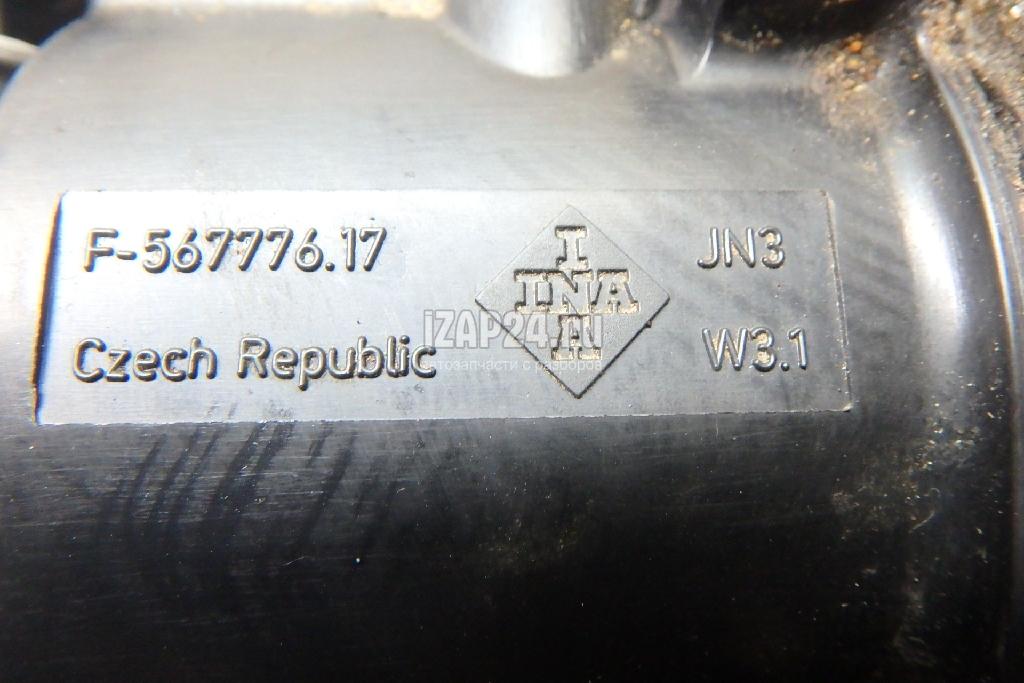 F-567776.17
Czech Republic
I
INA
A
JN3
W3.1
iZAP24.ru
автозапчасти с разборов